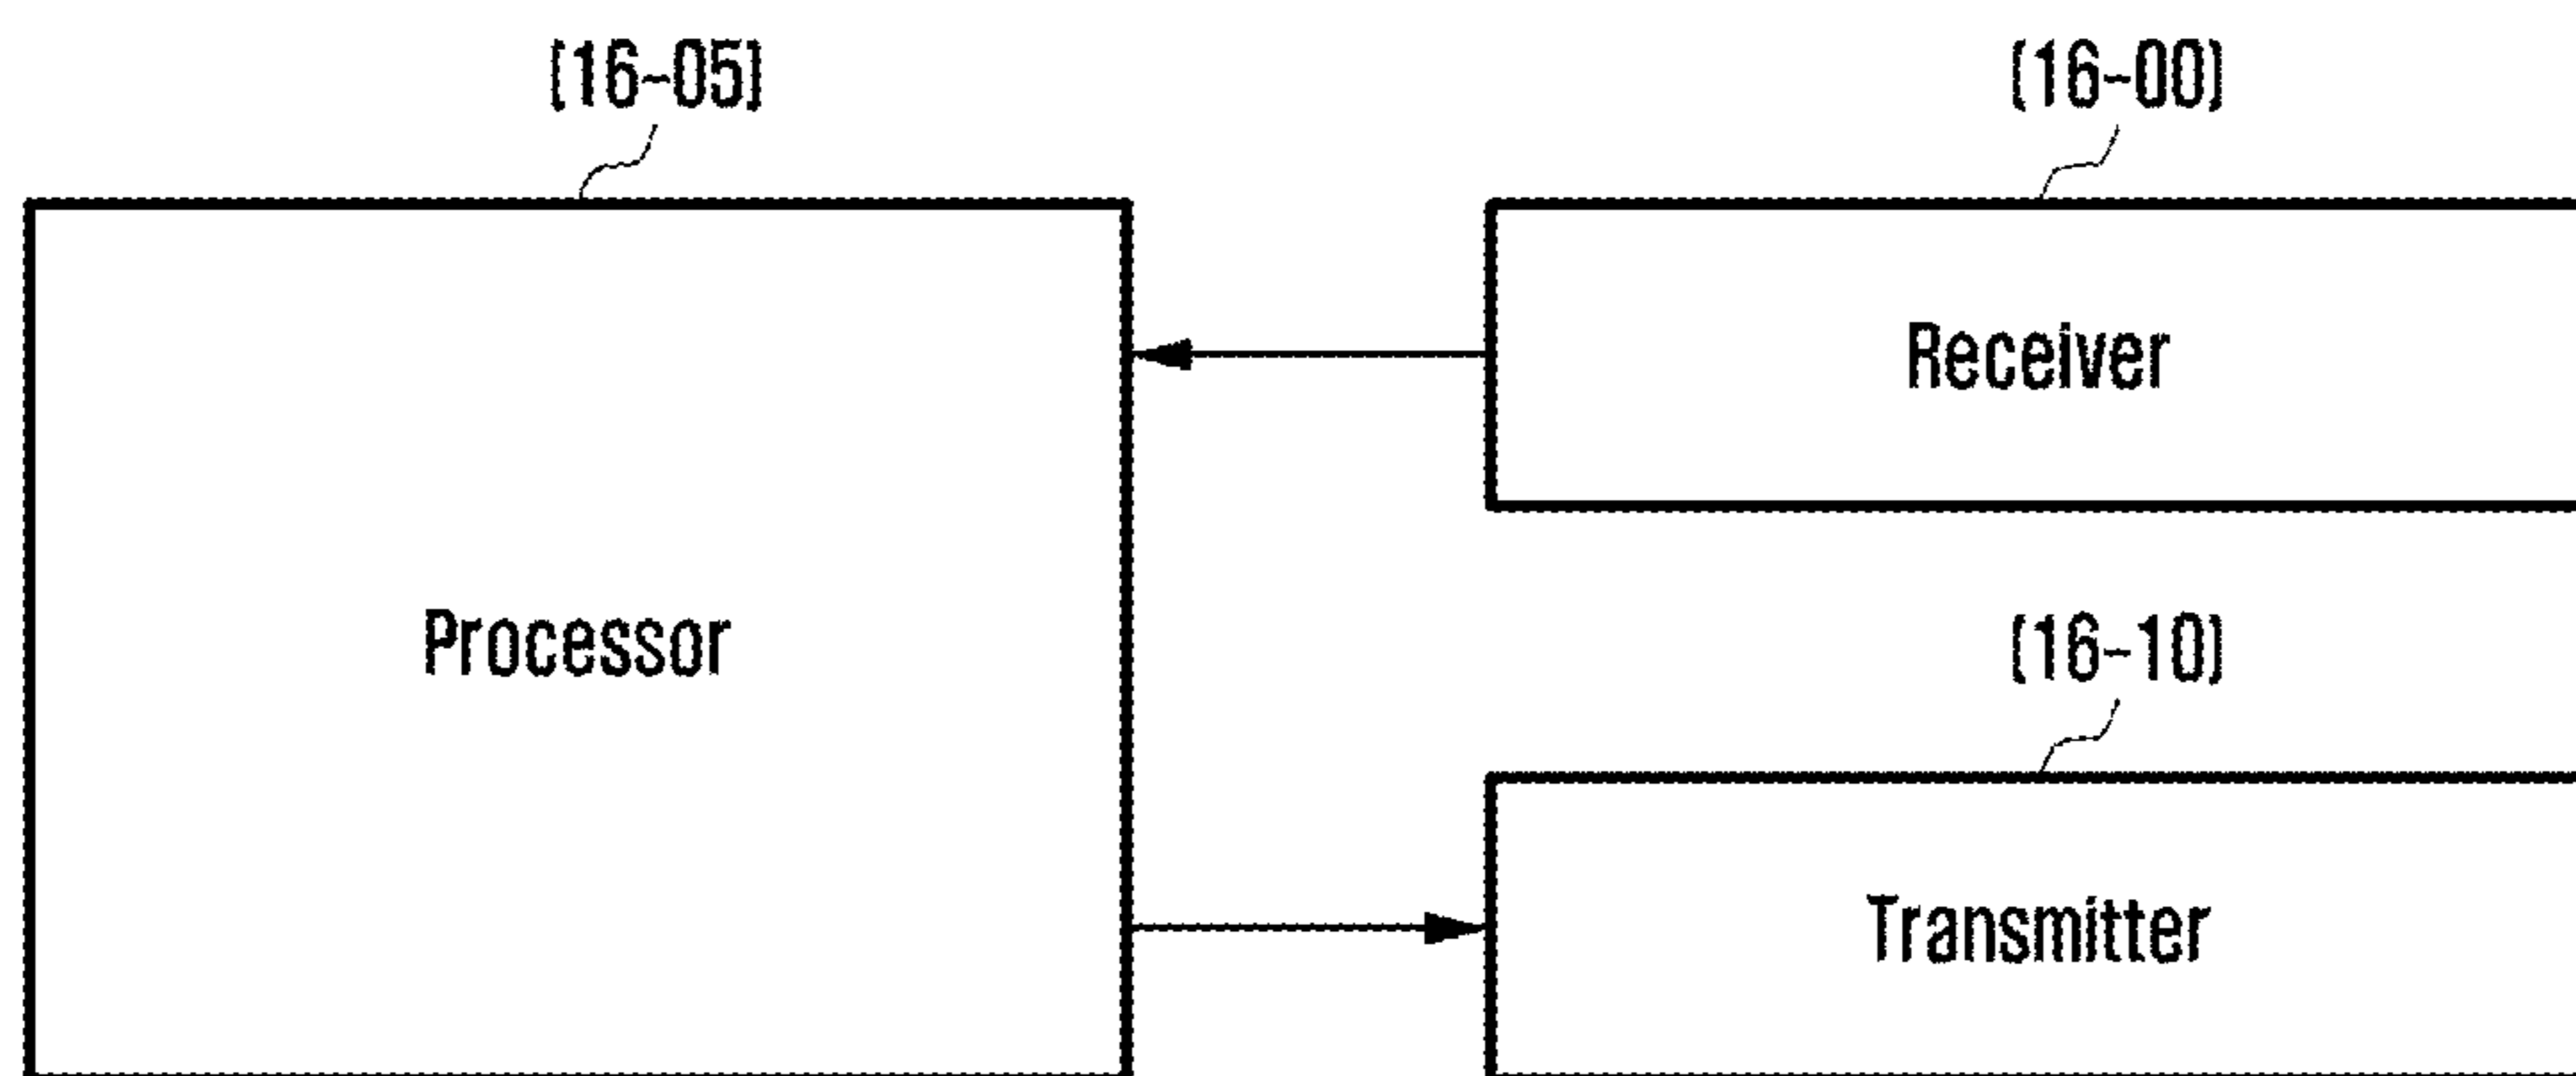 (16-05)
(16-00)
Receiver
Processor
(16-10)
Transmitter